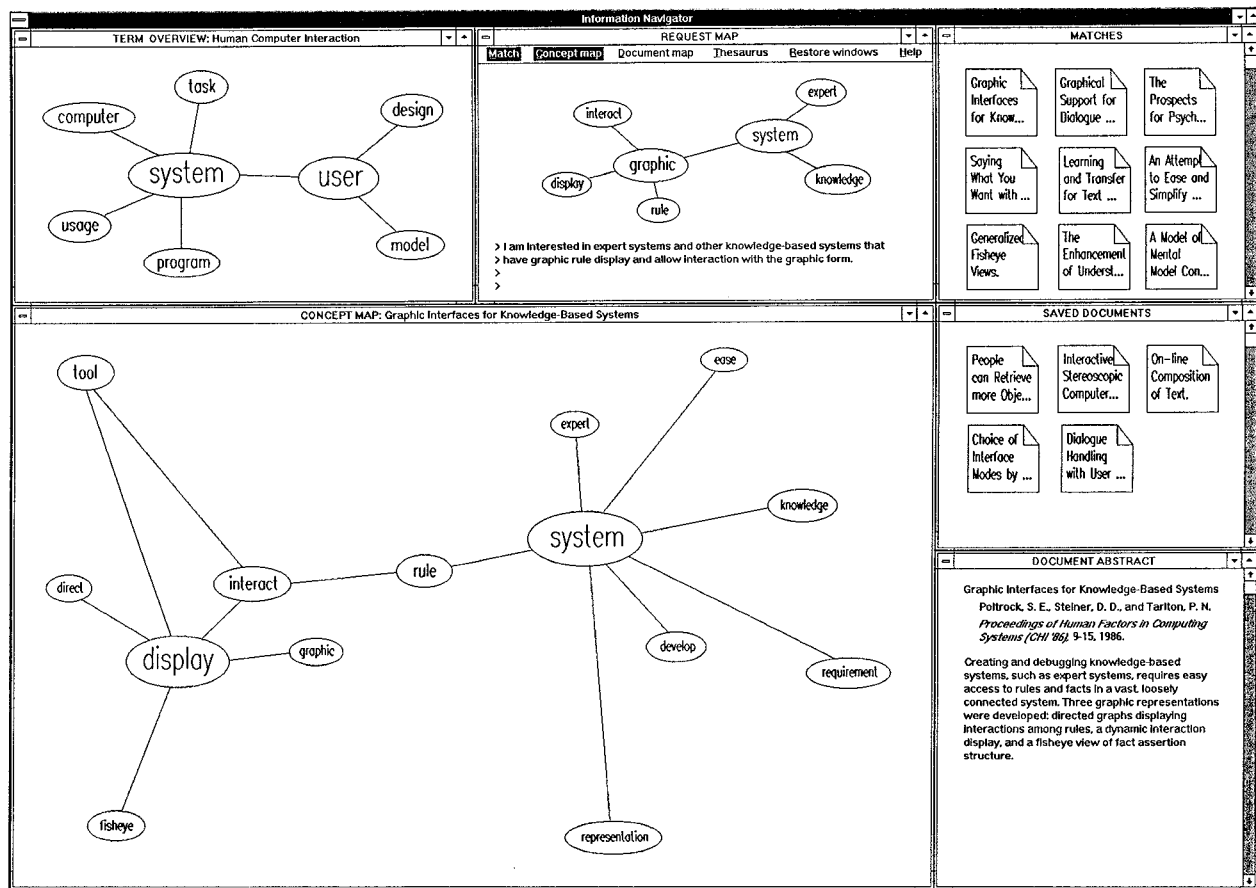 Information Navigator
TERM OVERVIEW: Human Computer Interaction
task
computer
design
system
user
usage
model
program
REQUEST MAP
Match Concept map Document map Thesaurus Restore windows Help
expert
interact
system
graphic
display
knowledge
rule
> I am interested in expert systems and other knowledge-based systems that
> have graphic rule display and allow interaction with the graphic form.
>
>
MATCHES
Graphic
Interfaces
for Know...
Graphical
Support for
Dialogue ...
The
Prospects
for Psych...
Saying
What You
Want with ...
Learning
and Transfer
for Text ...
An Attempt
to Ease and
Simplify ...
Generalized
Fisheye
Views.
The
Enhancement
of Underst...
A Model of
Mental
Model Con...
CONCEPT MAP: Graphic Interfaces for Knowledge-Based Systems
tool
ease
expert
knowledge
system
rule
interact
direct
display
graphic
develop
requirement
fisheye
representation
SAVED DOCUMENTS
People
can Retrieve
more Obje...
Interactive
Stereoscopic
Computer...
On-line
Composition
of Text.
Choice of
Interface
Modes by ...
Dialogue
Handling
with User ...
DOCUMENT ABSTRACT
Graphic Interfaces for Knowledge-Based Systems
Poltrock, S. E., Steiner, D. D., and Tarlton, P. N.
Proceedings of Human Factors in Computing
Systems (CHI '86), 9-15, 1986.
Creating and debugging knowledge-based
systems, such as expert systems, requires easy
access to rules and facts in a vast, loosely
connected system. Three graphic representations
were developed: directed graphs displaying
interactions among rules, a dynamic interaction
display, and a fisheye view of fact assertion
structure.